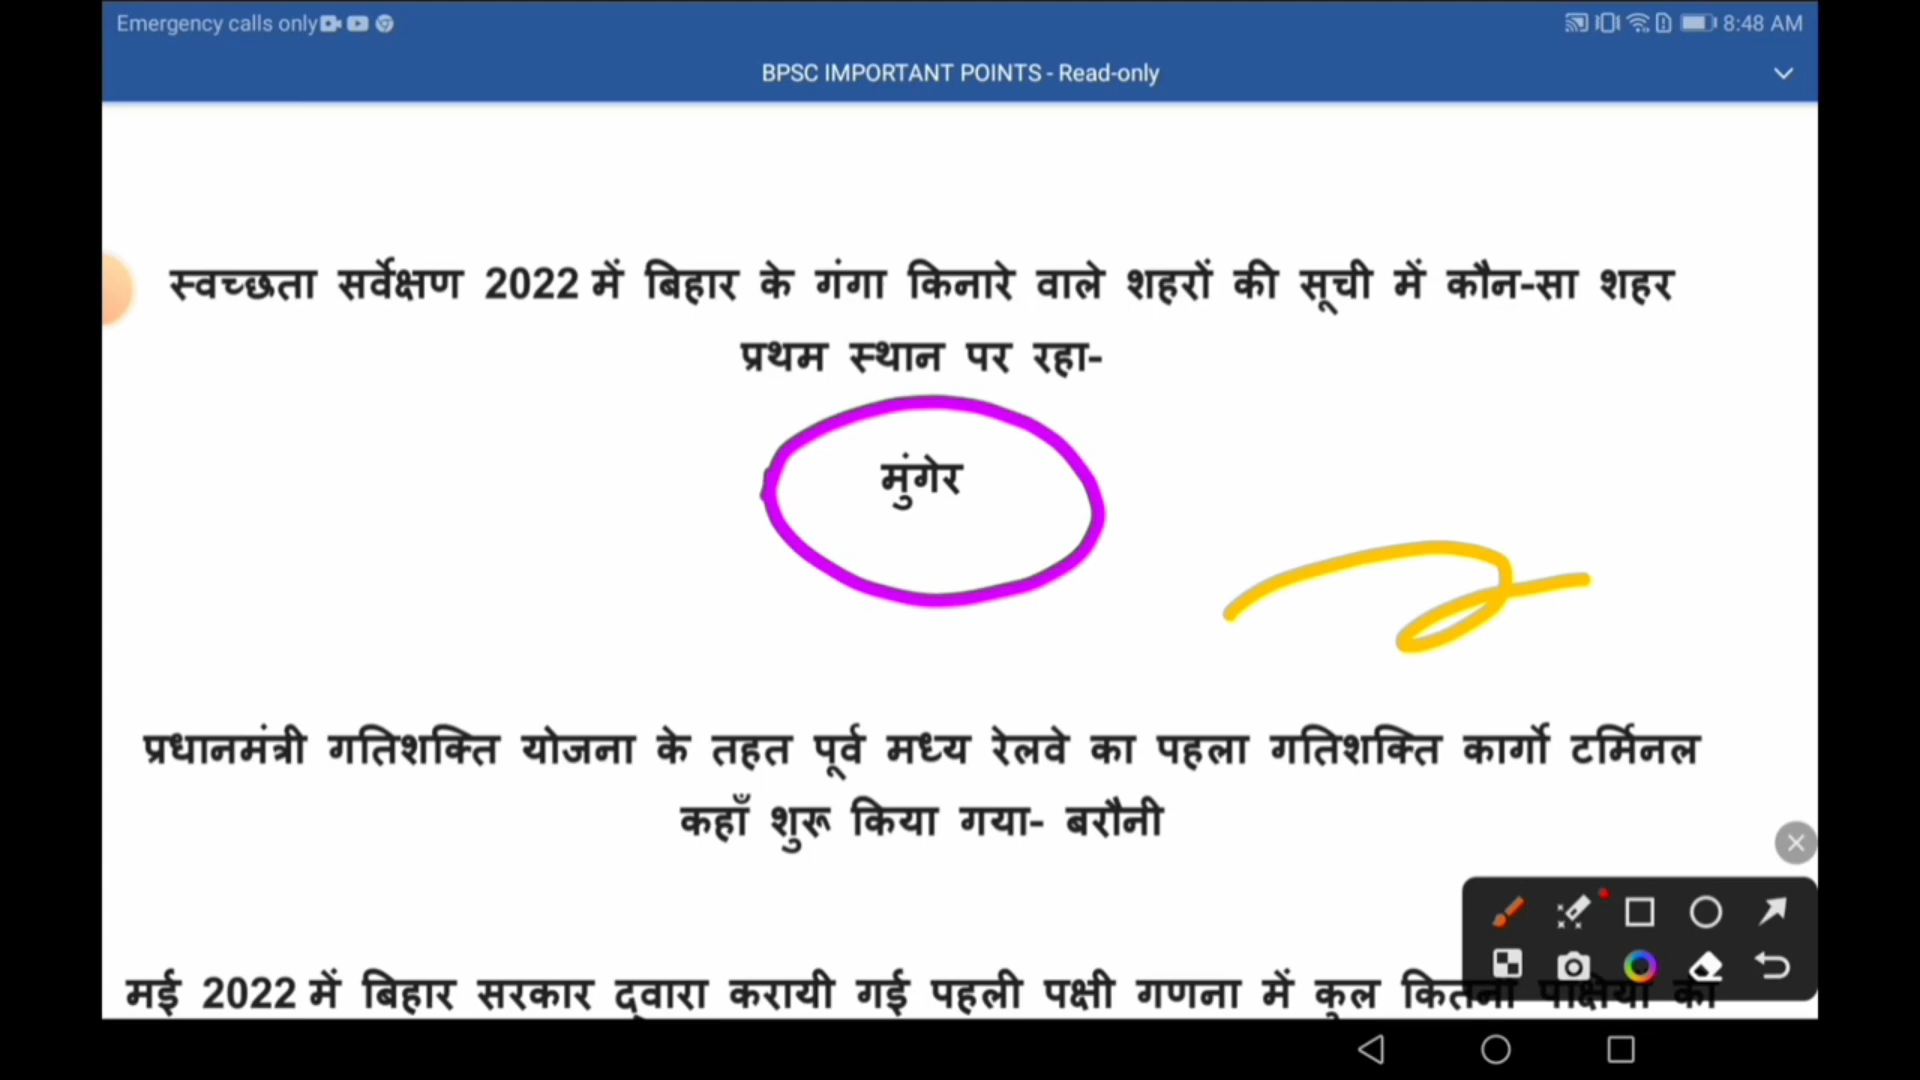 Emergency calls only
8:48 AM
BPSC IMPORTANT POINTS - Read-only
स्वच्छता सर्वेक्षण 2022 में बिहार के गंगा किनारे वाले शहरों की सूची में कौन-सा शहर
प्रथम स्थान पर रहा-
मुंगेर
प्रधानमंत्री गतिशक्ति योजना के तहत पूर्व मध्य रेलवे का पहला गतिशक्ति कार्गो टर्मिनल
कहाँ शुरू किया गया- बरौनी
मई 2022 में बिहार सरकार द्वारा करायी गई पहली पक्षी गणना में कुल कितनी पक्षियों की